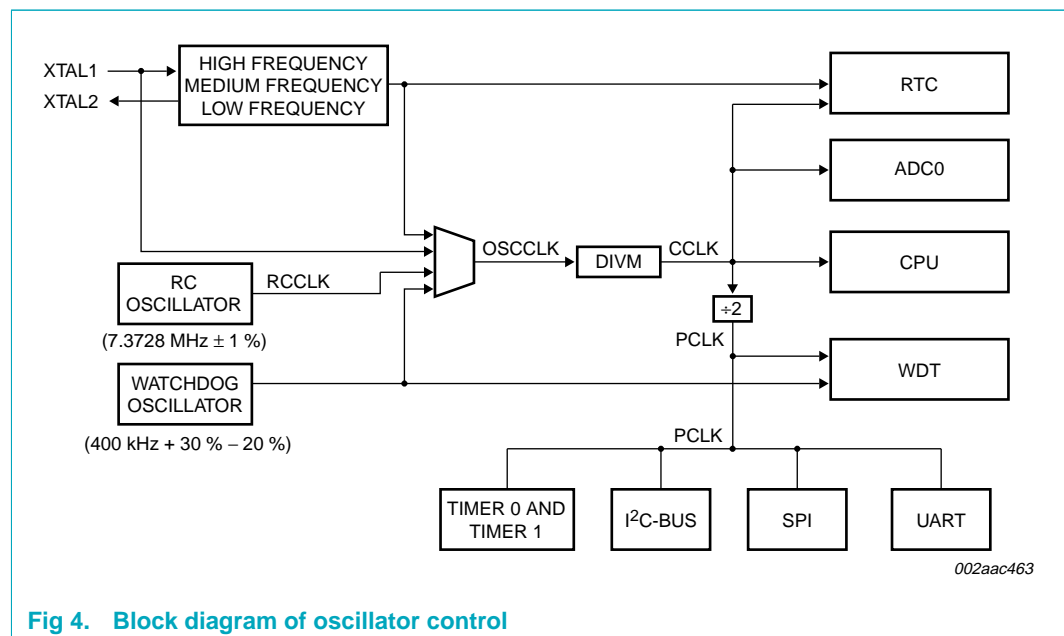 XTAL1
XTAL2
HIGH FREQUENCY
MEDIUM FREQUENCY
LOW FREQUENCY
RTC
ADC0
OSCCLK
DIVM
CCLK
CPU
RC
OSCILLATOR
RCCLK
(7.3728 MHz ± 1 %)
÷2
PCLK
WDT
WATCHDOG
OSCILLATOR
(400 kHz + 30 % − 20 %)
PCLK
TIMER 0 AND
TIMER 1
I²C-BUS
SPI
UART
002aac463
Fig 4. Block diagram of oscillator control